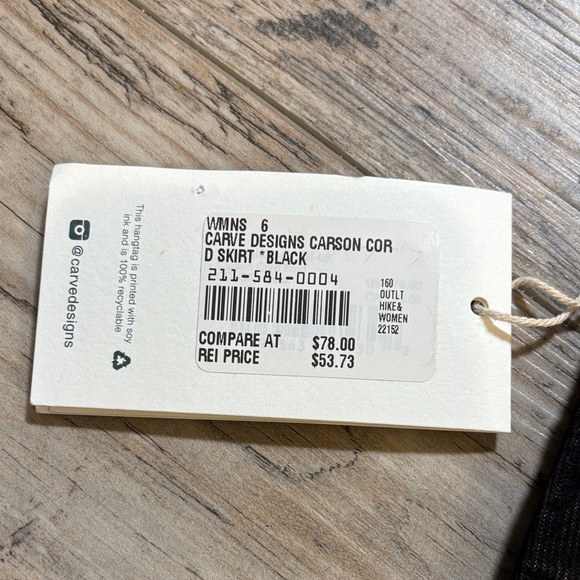 WMNS 6
CARVE DESIGNS CARSON COR
D SKIRT *BLACK
211-584-0004
160
OUTLT
HIKE&
WOMEN
22152
COMPARE AT $78.00
REI PRICE $53.73
This hangtag is printed with soy
ink and is 100% recyclable
@carvedesigns